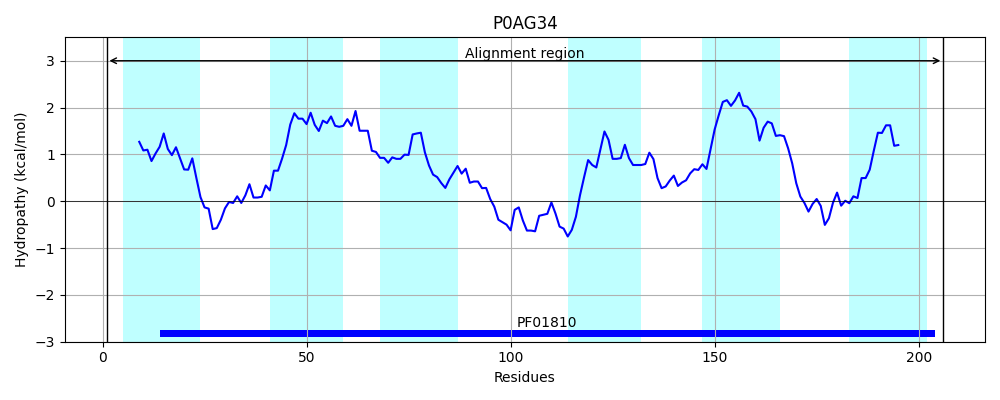 P0AG34
Alignment region
3
2
1
0
−1
−2
−3
Hydropathy (kcal/mol)
PF01810
0 50 100 150 200
Residues